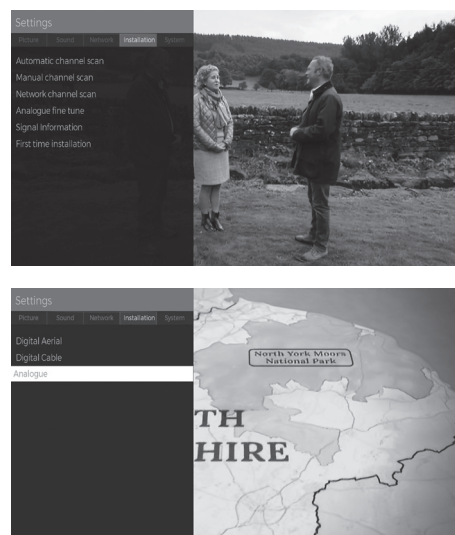 Settings
Picture Sound Network Installation System
Automatic channel scan
Manual channel scan
Network channel scan
Analogue fine tune
Signal Information
First time installation
Settings
Picture Sound Network Installation System
Digital Aerial
Digital Cable
Analogue
North York Moors
National Park
TH
HIRE